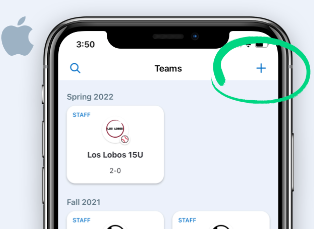 3:50
Teams
Spring 2022
STAFF
LOS LOBOS
Los Lobos 15U
2-0
Fall 2021
STAFF
STAFF